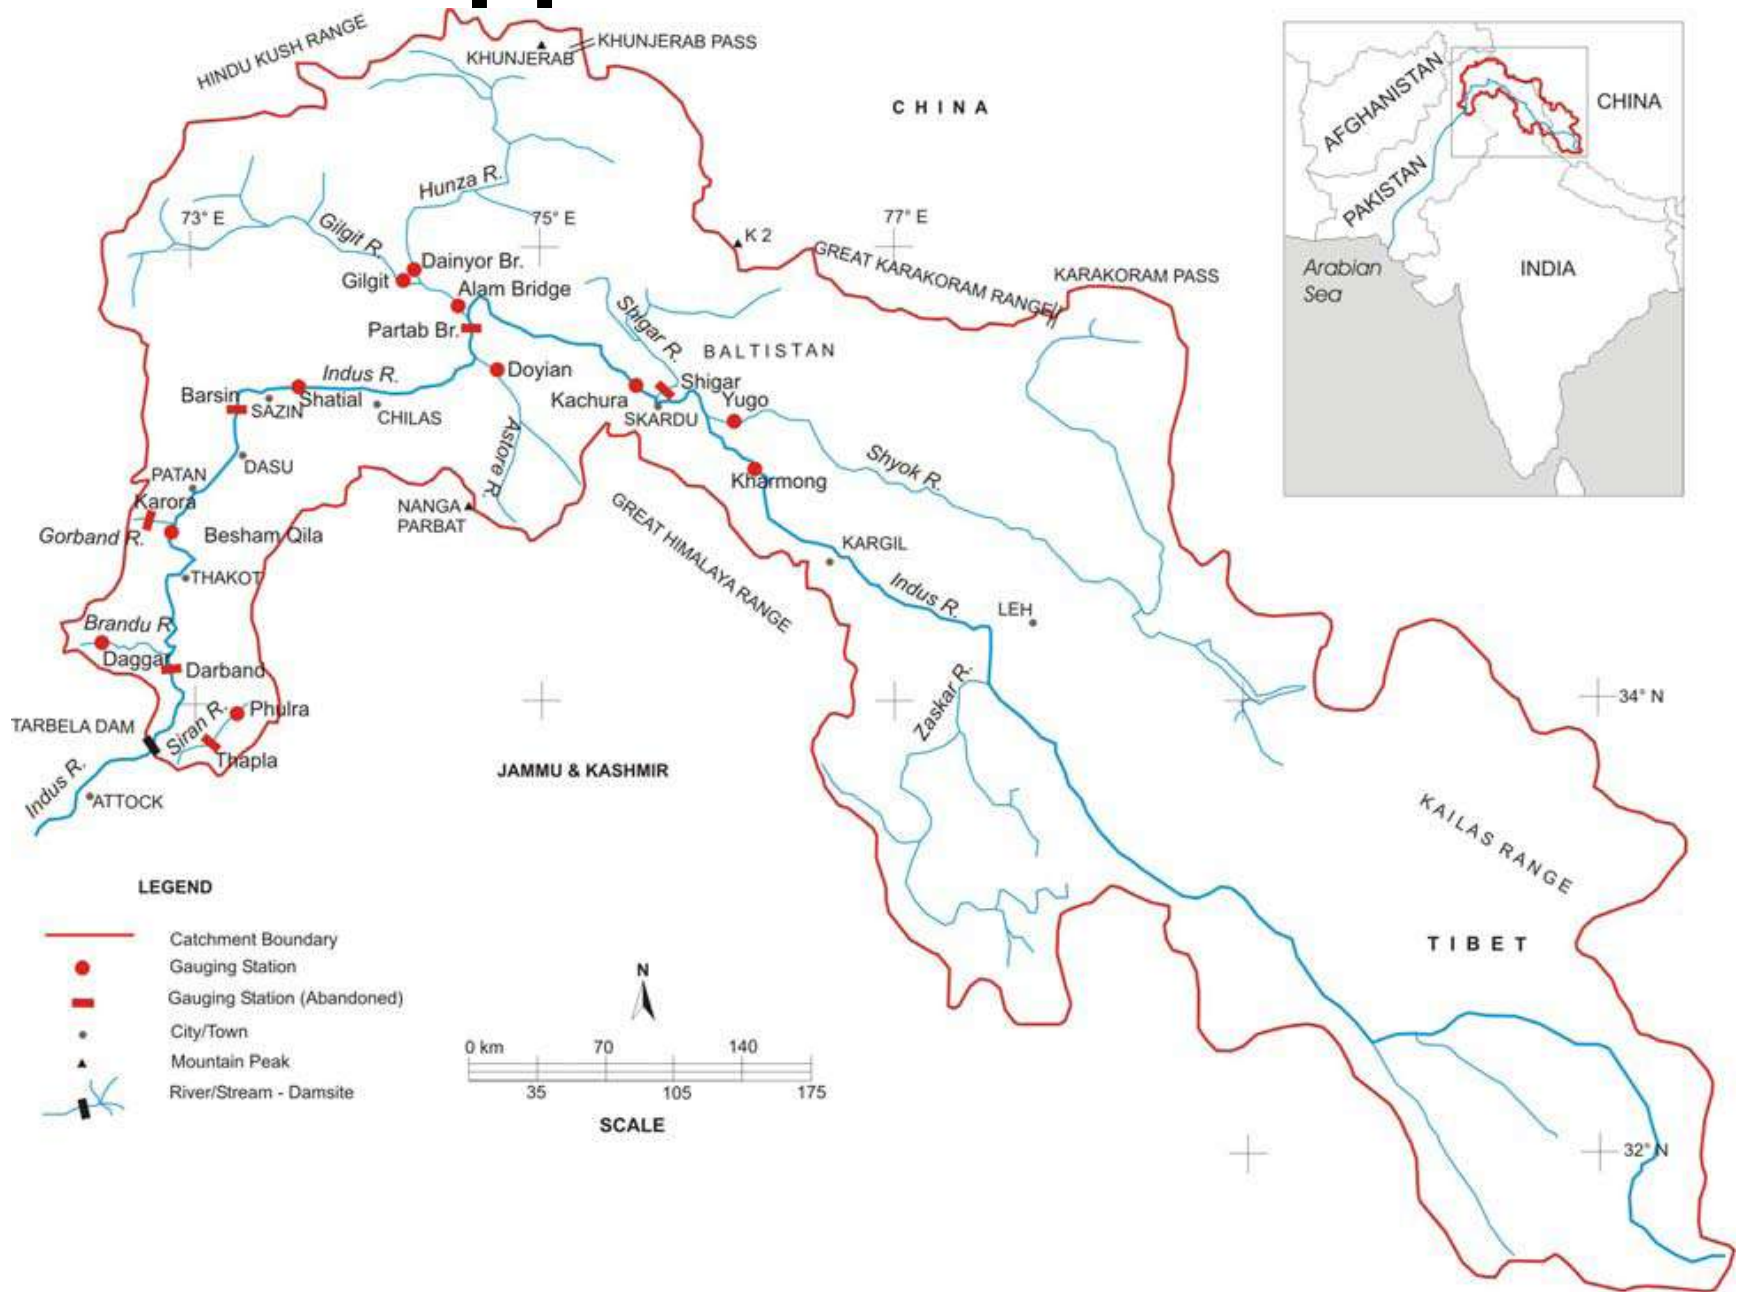 HINDU KUSH RANGE
KHUNJERAB
KHUNJERAB PASS
CHINA
Hunza R.
73° E
75° E
77° E
Gilgit R.
K 2
GREAT KARAKORAM RANGE
KARAKORAM PASS
Dainyor Br.
Gilgit
Alam Bridge
Partab Br.
Shigar R.
BALTISTAN
Indus R.
Doyian
Shigar
Barsin
SAZIN
Shatial
CHILAS
Kachura
SKARDU
Yugo
Astore R.
Shyok R.
DASU
PATAN
Karora
Kharmong
NANGA
PARBAT
GREAT HIMALAYA RANGE
Gorband R.
Besham Qila
KARGIL
THAKOT
Indus R.
LEH
Brandu R
Daggar
Darband
Zaskar R.
34° N
Phulra
TARBELA DAM
Siran R.
Thapla
JAMMU & KASHMIR
Indus R.
ATTOCK
KAILAS RANGE
TIBET
32° N
LEGEND
Catchment Boundary
Gauging Station
Gauging Station (Abandoned)
City/Town
Mountain Peak
River/Stream - Damsite
N
0 km 70 140
35 105 175
SCALE
AFGHANISTAN
CHINA
PAKISTAN
INDIA
Arabian
Sea